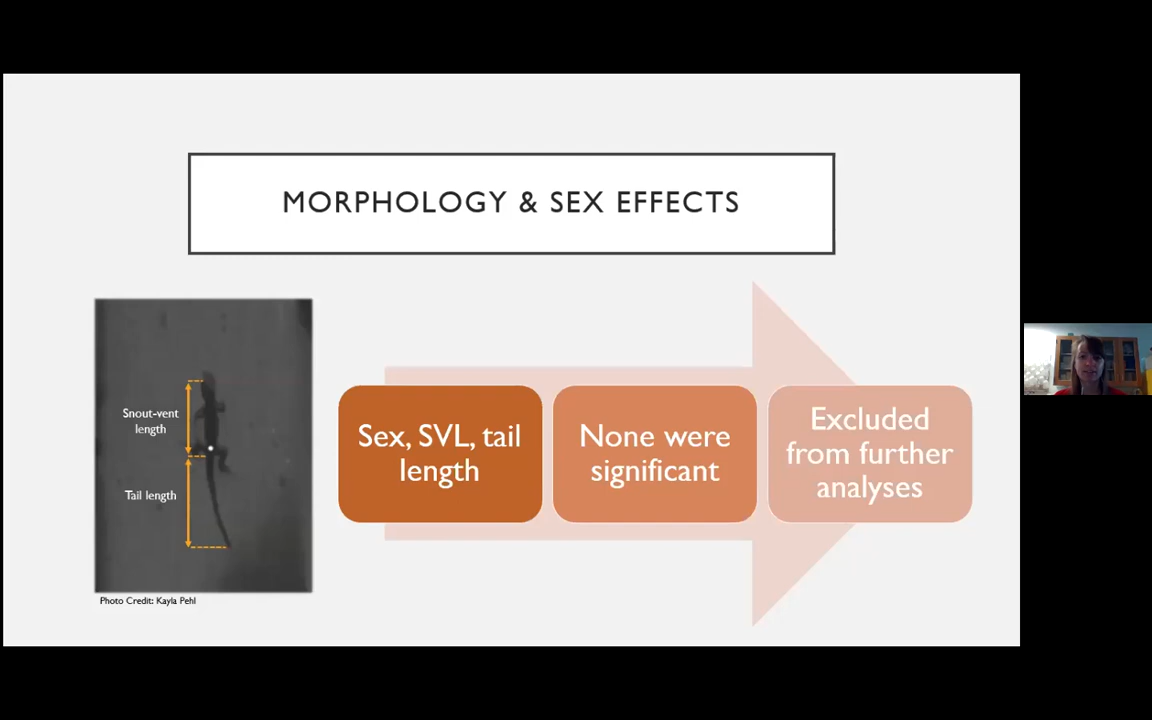 MORPHOLOGY & SEX EFFECTS
Snout-vent
length
Tail length
Photo Credit: Kayla Pehl
Sex, SVL, tail
length
None were
significant
Excluded
from further
analyses